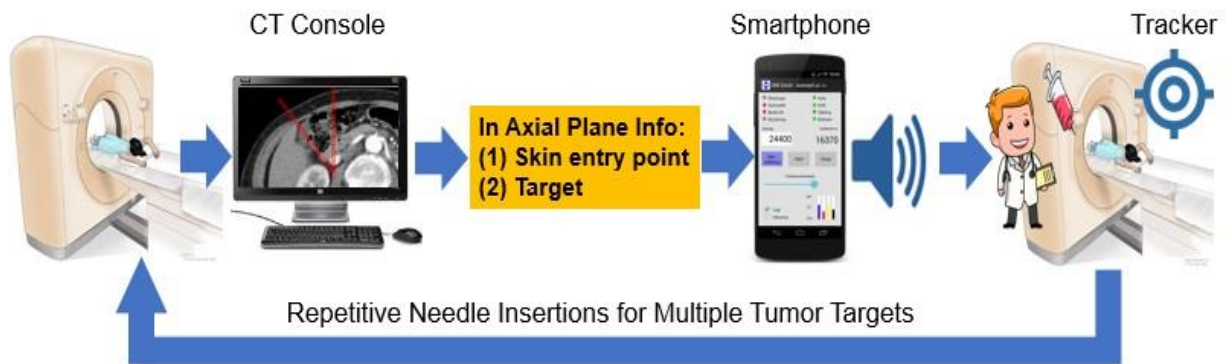 CT Console
Smartphone
Tracker
In Axial Plane Info:
(1) Skin entry point
(2) Target
24400
16370
Repetitive Needle Insertions for Multiple Tumor Targets